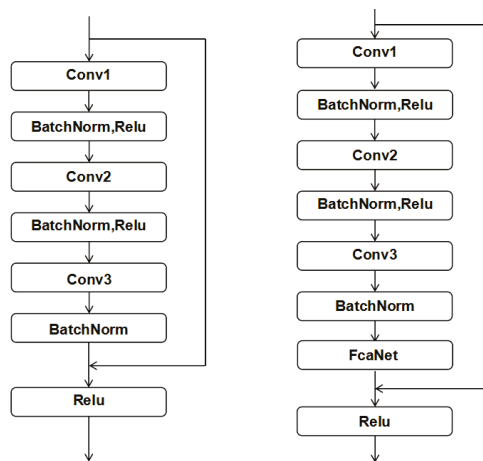 Conv1
BatchNorm,Relu
Conv2
BatchNorm,Relu
Conv3
BatchNorm
Relu
Conv1
BatchNorm,Relu
Conv2
BatchNorm,Relu
Conv3
BatchNorm
FcaNet
Relu